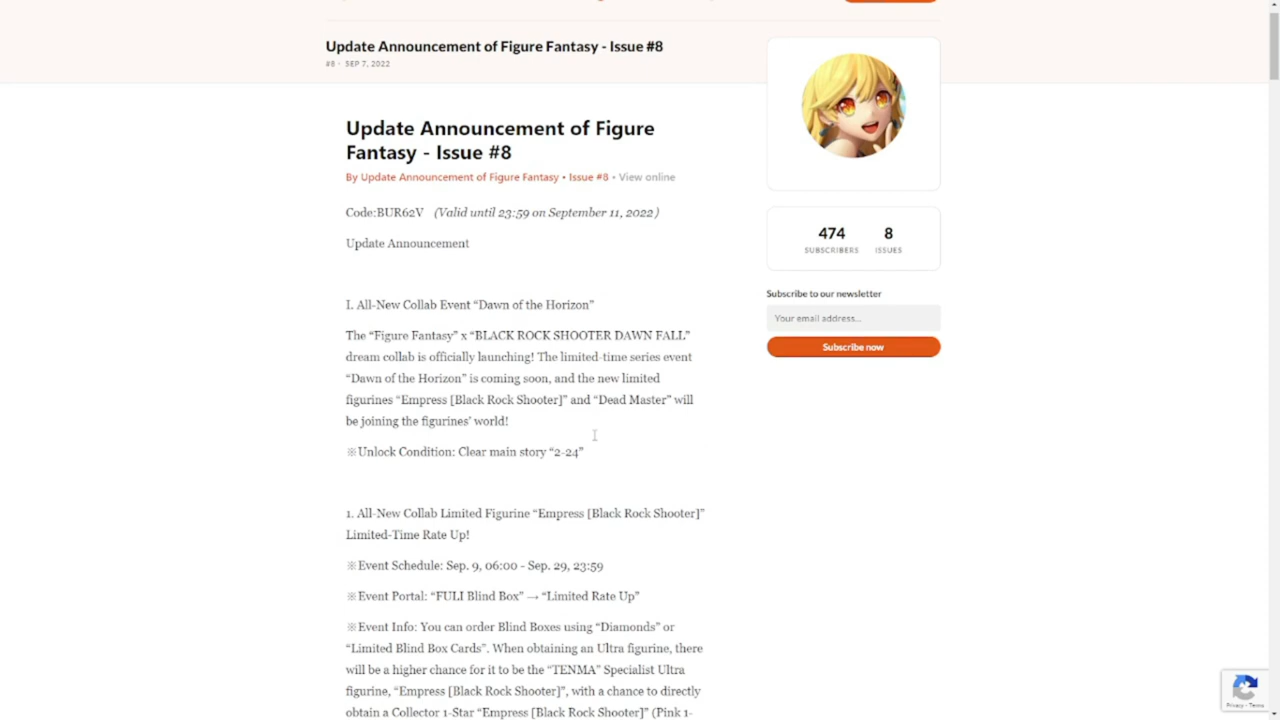 Update Announcement of Figure Fantasy - Issue #8
#8 · SEP 7, 2022
Update Announcement of Figure
Fantasy - Issue #8
By Update Announcement of Figure Fantasy • Issue #8 • View online
Code:BUR62V (Valid until 23:59 on September 11, 2022)
Update Announcement
I. All-New Collab Event “Dawn of the Horizon”
The “Figure Fantasy” x “BLACK ROCK SHOOTER DAWN FALL”
dream collab is officially launching! The limited-time series event
“Dawn of the Horizon” is coming soon, and the new limited
figurines “Empress [Black Rock Shooter]” and “Dead Master” will
be joining the figurines’ world!
※Unlock Condition: Clear main story “2-24”
1. All-New Collab Limited Figurine “Empress [Black Rock Shooter]”
Limited-Time Rate Up!
※Event Schedule: Sep. 9, 06:00 - Sep. 29, 23:59
※Event Portal: “FULI Blind Box” → “Limited Rate Up”
※Event Info: You can order Blind Boxes using “Diamonds” or
“Limited Blind Box Cards”. When obtaining an Ultra figurine, there
will be a higher chance for it to be the “TENMA” Specialist Ultra
figurine, “Empress [Black Rock Shooter]”, with a chance to directly
obtain a Collector 1-Star “Empress [Black Rock Shooter]” (Pink 1-
474
SUBSCRIBERS
8
ISSUES
Subscribe to our newsletter
Your email address...
Subscribe now
Privacy - Terms